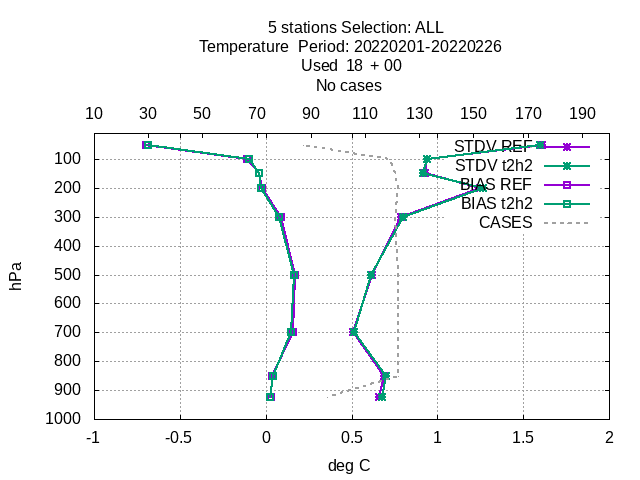 5 stations Selection: ALL
Temperature  Period: 20220201-20220226
Used  18  + 00
No cases
10 30 50 70 90 110 130 150 170 190
STDV REF
100 STDV t2h2
200 BIAS REF
BIAS t2h2
300 CASES
400
hPa
500
600
700
800
900
1000
-1 -0.5 0 0.5 1 1.5 2
deg C